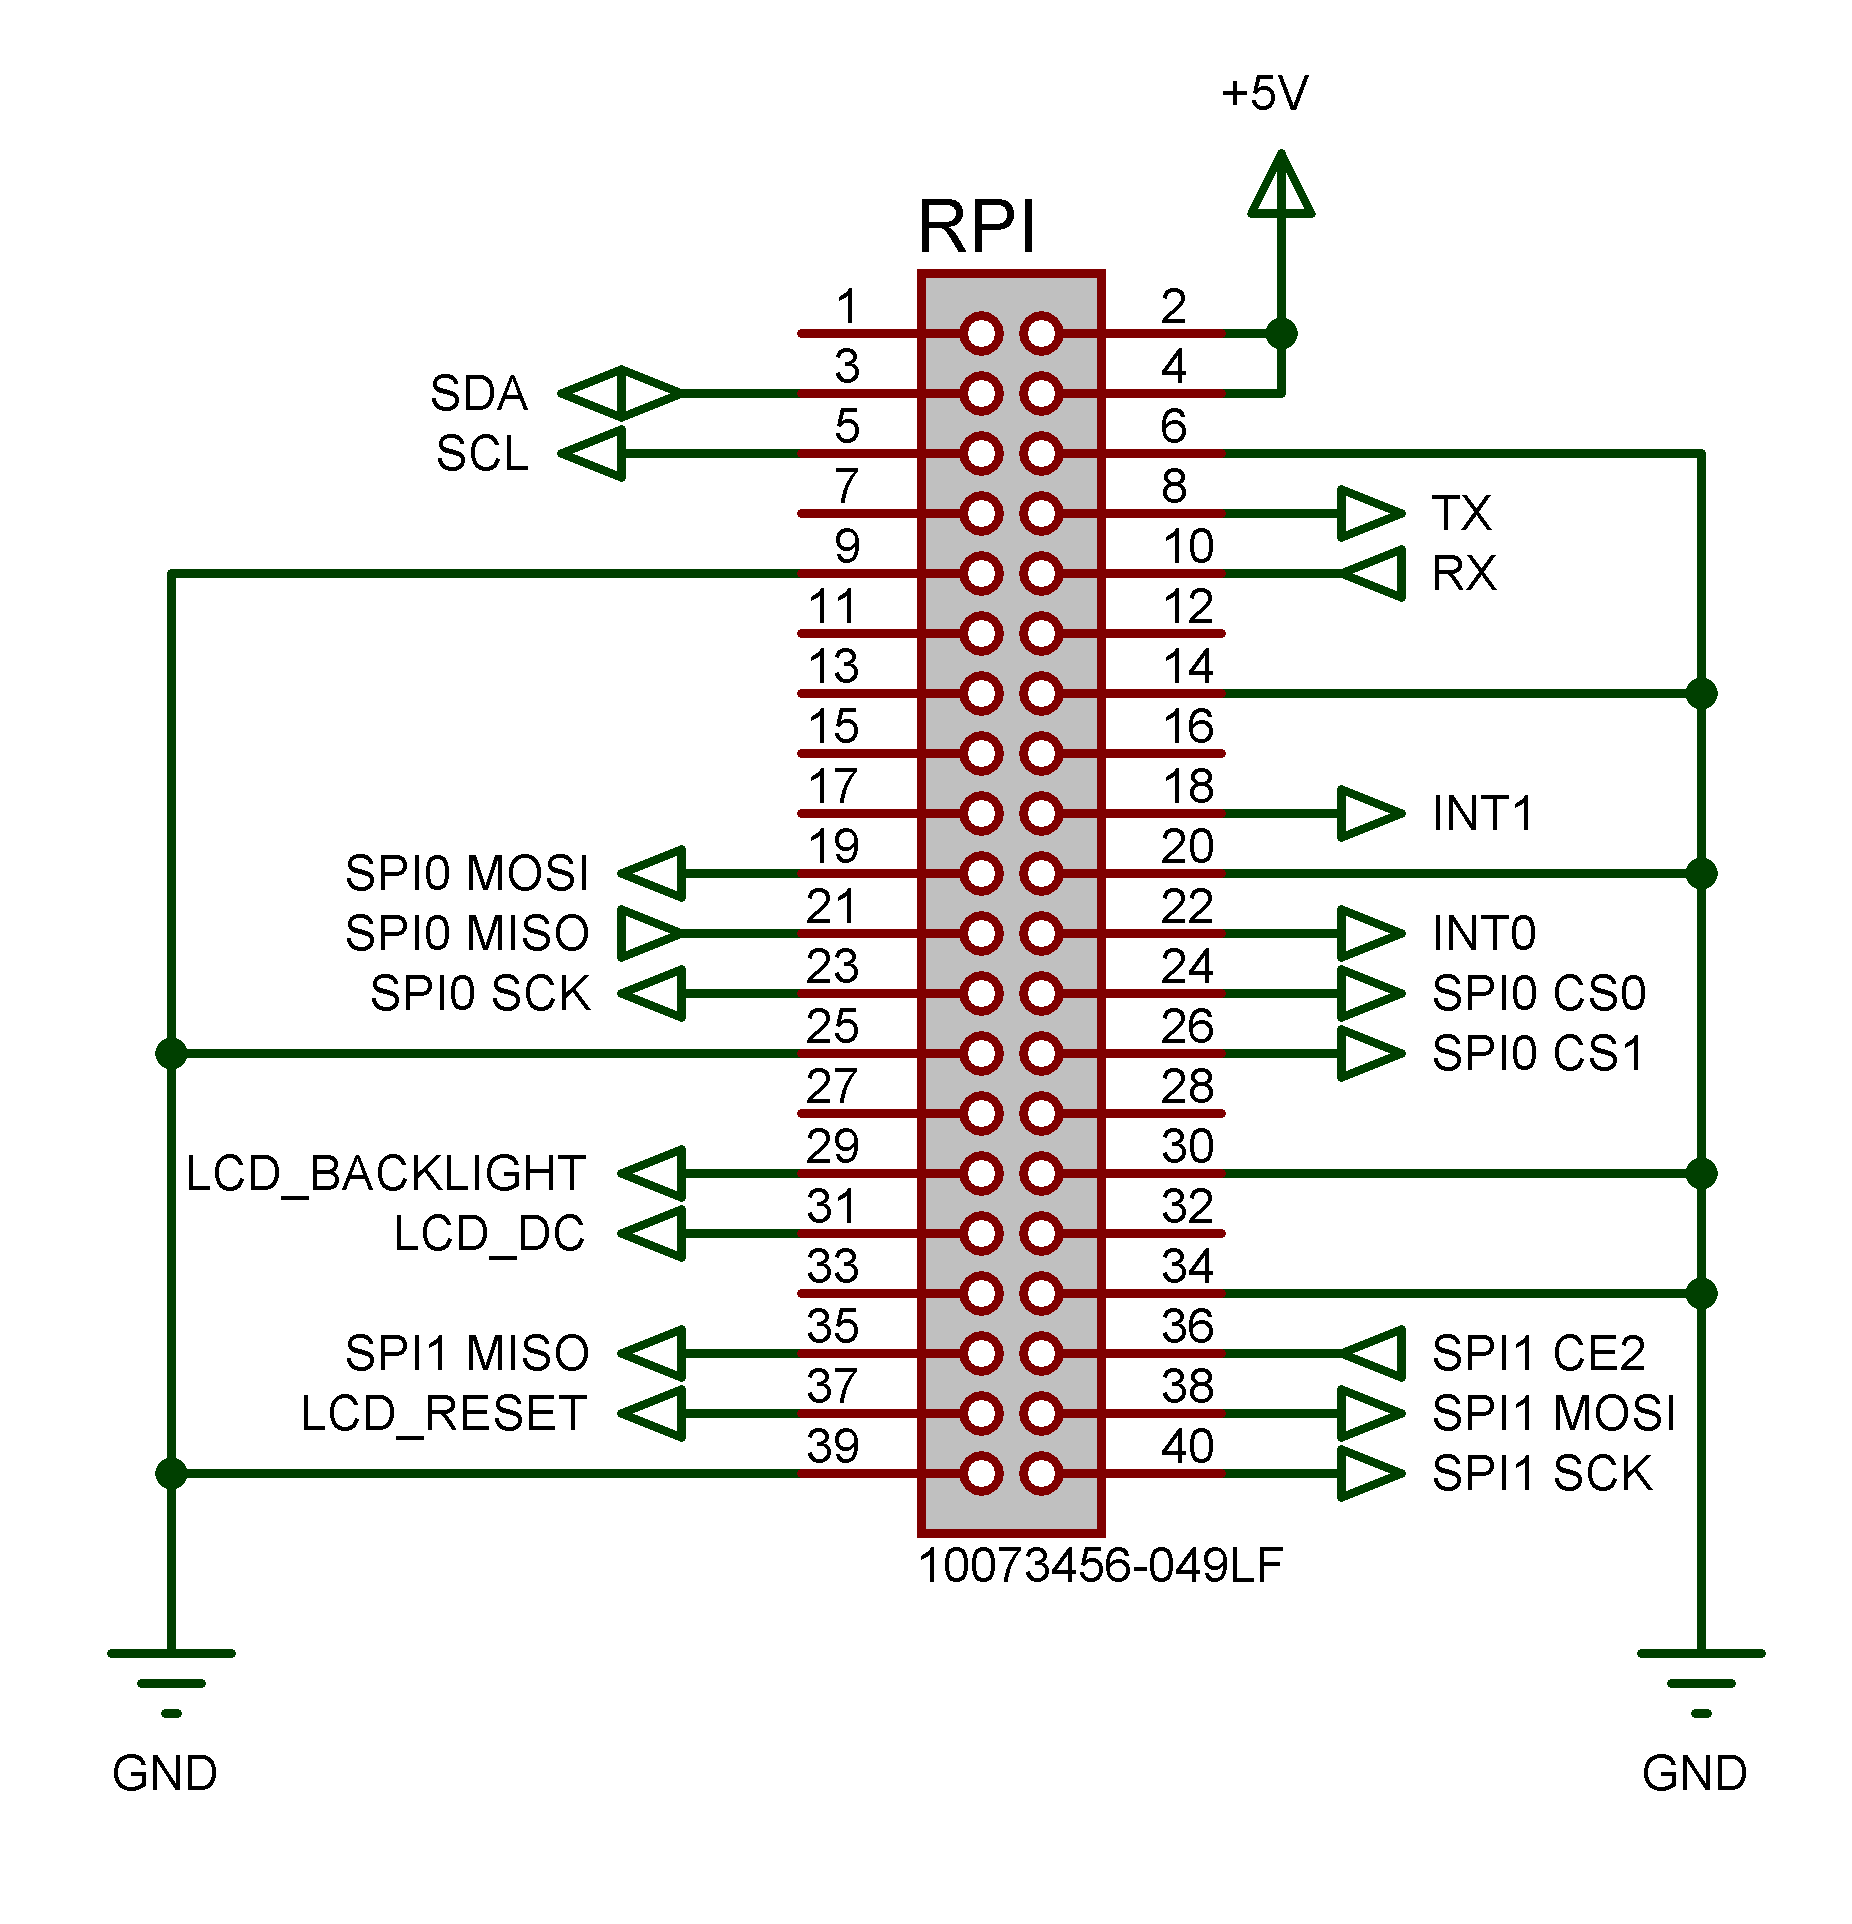 +5V
RPI
1 2
SDA 3 4
SCL 5 6
7 8 TX
9 10 RX
11 12
13 14
15 16
17 18 INT1
SPI0 MOSI 19 20
SPI0 MISO 21 22 INT0
SPI0 SCK 23 24 SPI0 CS0
25 26 SPI0 CS1
27 28
LCD_BACKLIGHT 29 30
LCD_DC 31 32
33 34
SPI1 MISO 35 36 SPI1 CE2
LCD_RESET 37 38 SPI1 MOSI
39 40 SPI1 SCK
10073456-049LF
GND GND